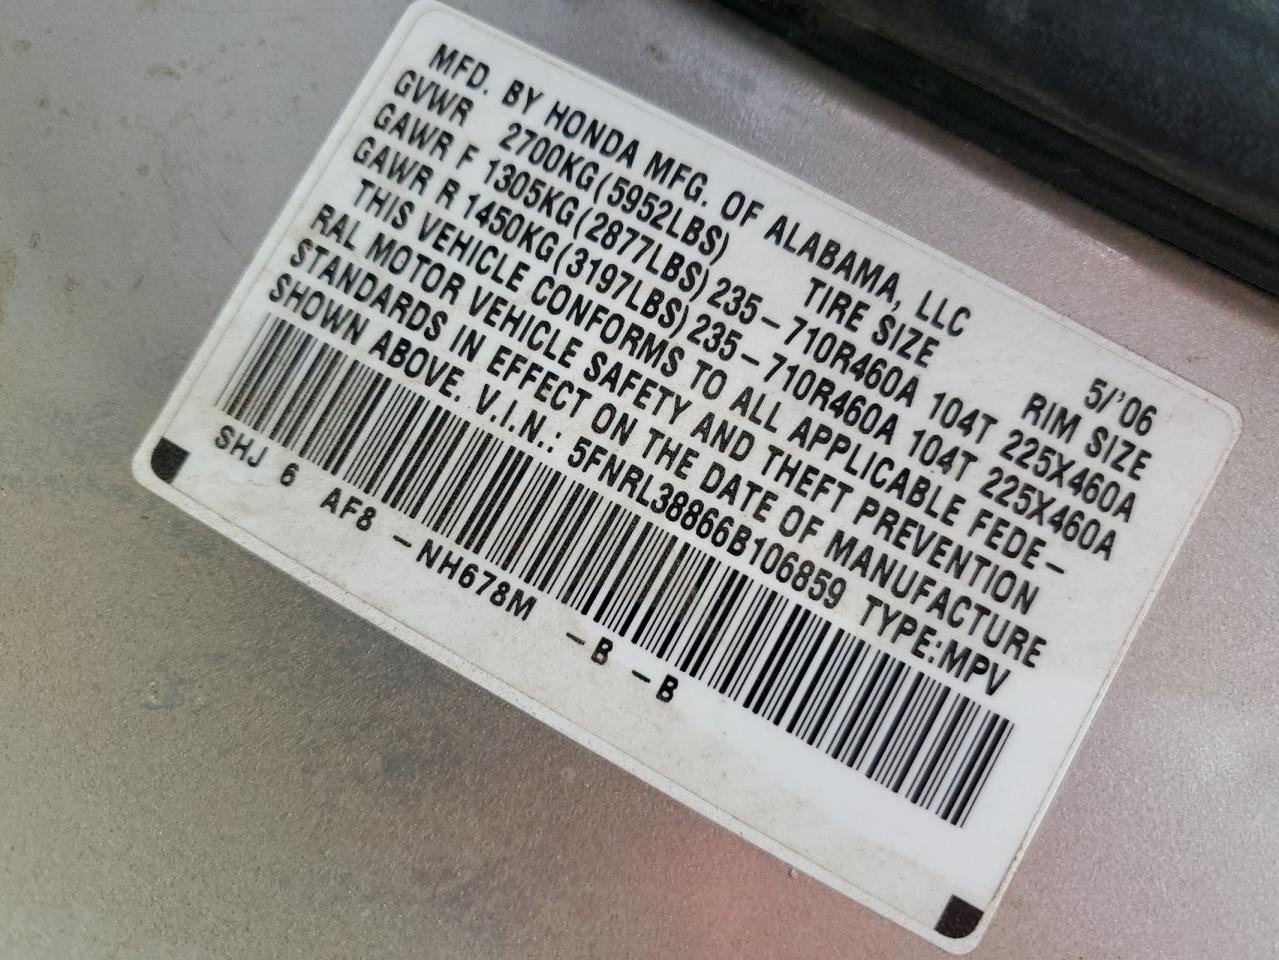 MFD. BY HONDA MFG. OF ALABAMA, LLC 5/'06
GVWR 2700KG(5952LBS) TIRE SIZE RIM SIZE
GAWR F 1305KG(2877LBS) 235-710R460A 104T 225X460A
GAWR R 1450KG(3197LBS) 235-710R460A 104T 225X460A
THIS VEHICLE CONFORMS TO ALL APPLICABLE FEDE-
RAL MOTOR VEHICLE SAFETY AND THEFT PREVENTION
STANDARDS IN EFFECT ON THE DATE OF MANUFACTURE
SHOWN ABOVE. V.I.N.: 5FNRL38866B106859 TYPE:MPV
SHJ 6 AF8 -NH678M -B -B